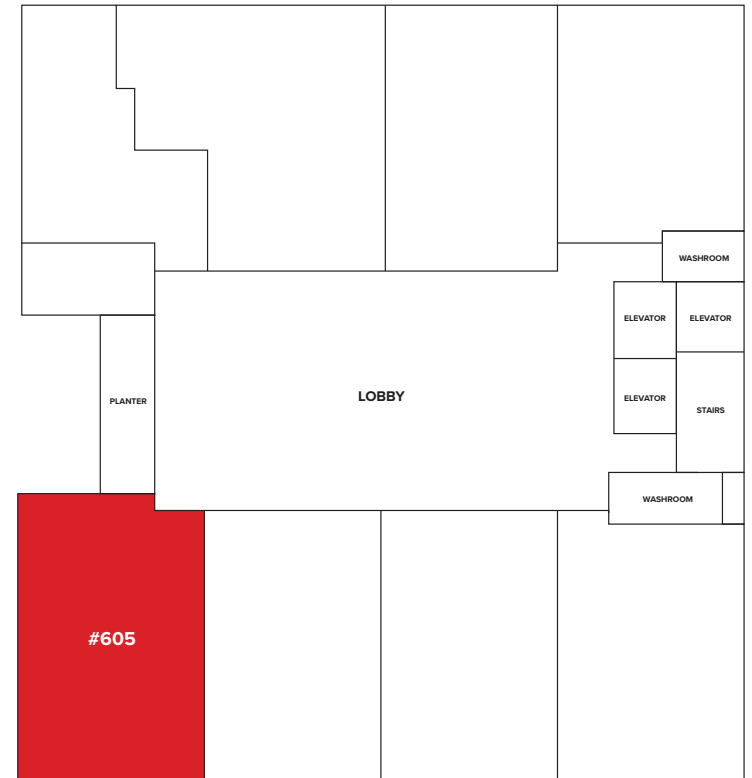 WASHROOM
ELEVATOR
ELEVATOR
LOBBY
PLANTER
ELEVATOR
STAIRS
WASHROOM
#605